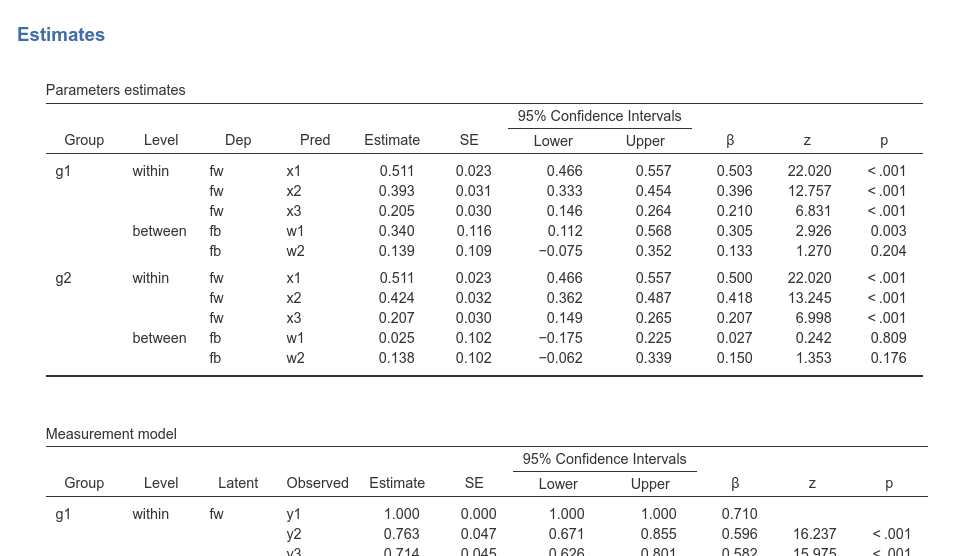 Estimates
Parameters estimates
95% Confidence Intervals
Group Level Dep Pred Estimate SE Lower Upper β z p
g1 within fw x1 0.511 0.023 0.466 0.557 0.503 22.020 < .001
fw x2 0.393 0.031 0.333 0.454 0.396 12.757 < .001
fw x3 0.205 0.030 0.146 0.264 0.210 6.831 < .001
between fb w1 0.340 0.116 0.112 0.568 0.305 2.926 0.003
fb w2 0.139 0.109 −0.075 0.352 0.133 1.270 0.204
g2 within fw x1 0.511 0.023 0.466 0.557 0.500 22.020 < .001
fw x2 0.424 0.032 0.362 0.487 0.418 13.245 < .001
fw x3 0.207 0.030 0.149 0.265 0.207 6.998 < .001
between fb w1 0.025 0.102 −0.175 0.225 0.027 0.242 0.809
fb w2 0.138 0.102 −0.062 0.339 0.150 1.353 0.176
Measurement model
95% Confidence Intervals
Group Level Latent Observed Estimate SE Lower Upper β z p
g1 within fw y1 1.000 0.000 1.000 1.000 0.710
y2 0.763 0.047 0.671 0.855 0.596 16.237 < .001
y3 0.714 0.045 0.626 0.801 0.582 15.975 < .001